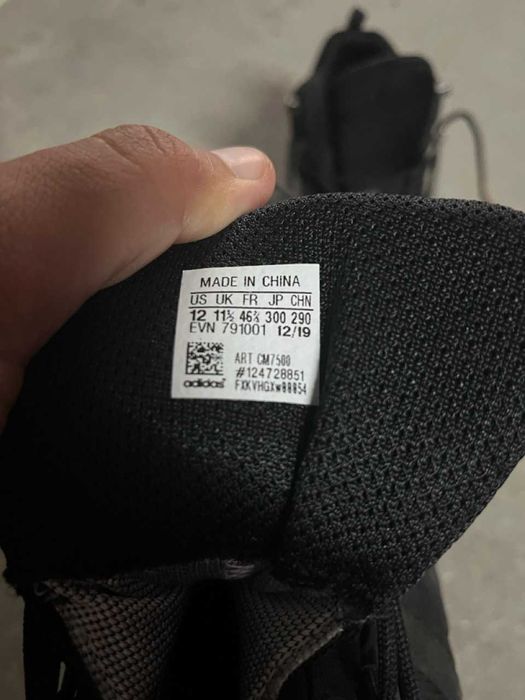 MADE IN CHINA
US UK FR JP CHN
12 11½ 46⅔ 300 290
EVN 791001 12/19
ART CM7500
#124728851
adidas